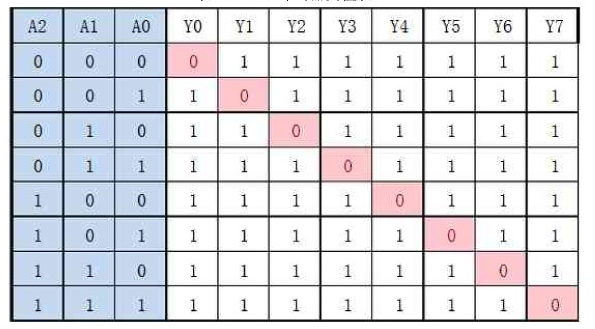 A2 A1 A0 Y0 Y1 Y2 Y3 Y4 Y5 Y6 Y7
0 0 0 0 1 1 1 1 1 1 1
0 0 1 1 0 1 1 1 1 1 1
0 1 0 1 1 0 1 1 1 1 1
0 1 1 1 1 1 0 1 1 1 1
1 0 0 1 1 1 1 0 1 1 1
1 0 1 1 1 1 1 1 0 1 1
1 1 0 1 1 1 1 1 1 0 1
1 1 1 1 1 1 1 1 1 1 0